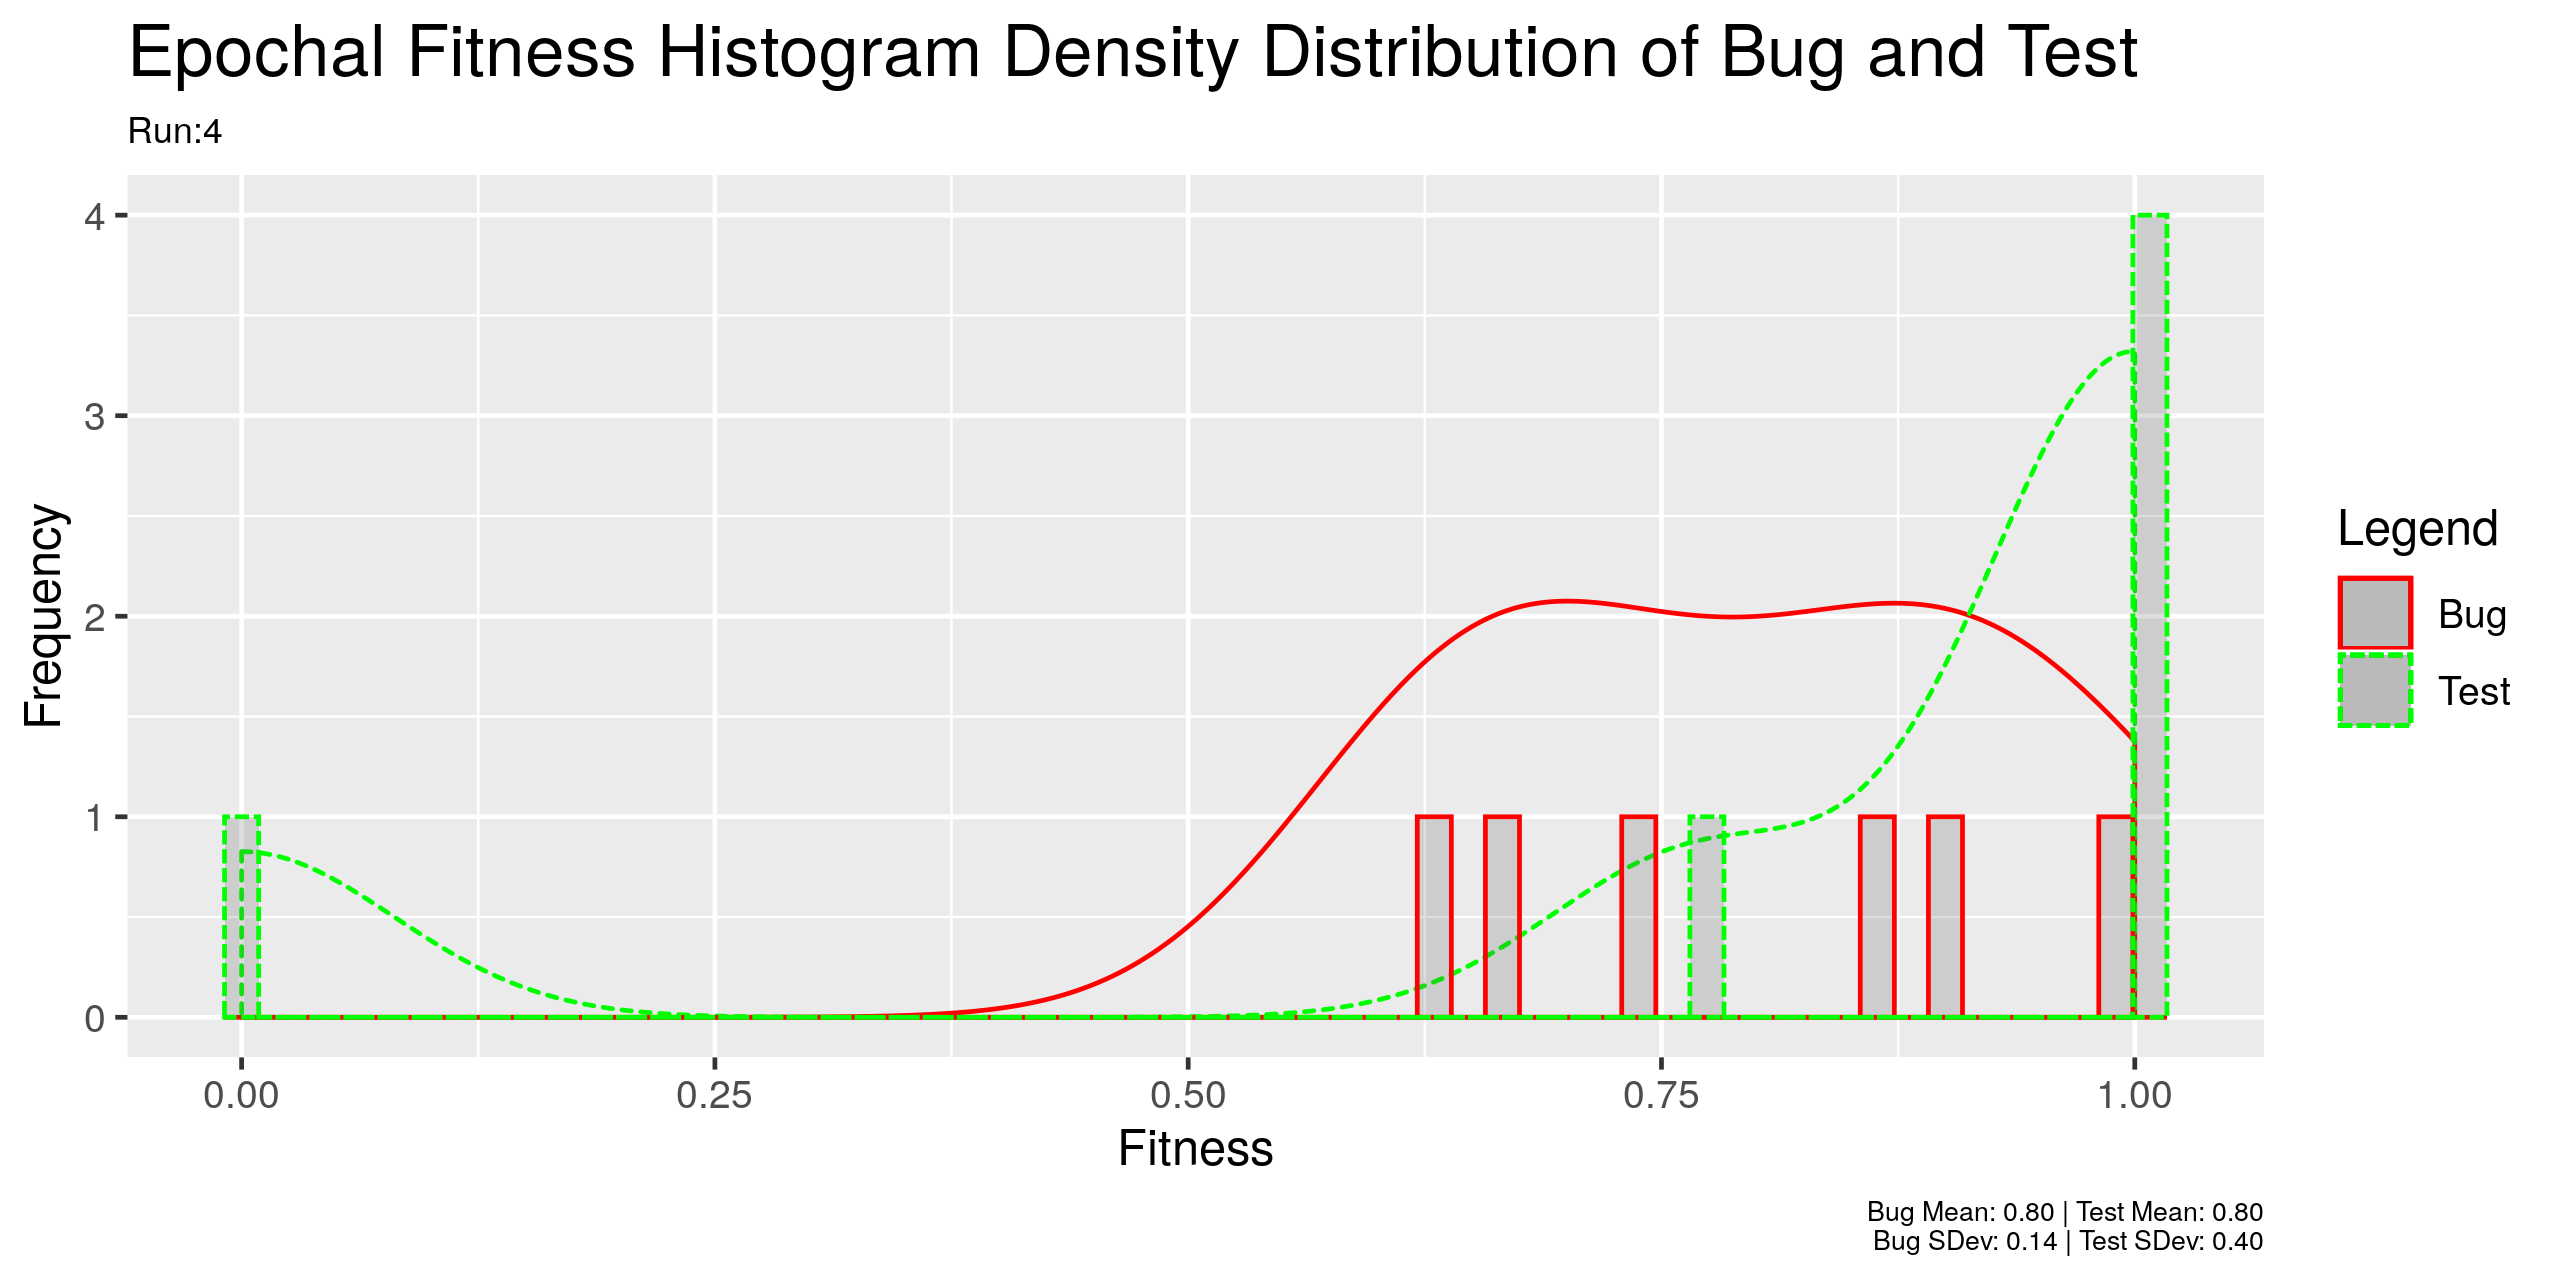 Epochal Fitness Histogram Density Distribution of Bug and Test
Run:4
Frequency
4
3
2
1
0
0.00 0.25 0.50 0.75 1.00
Fitness
Legend
Bug
Test
Bug Mean: 0.80 | Test Mean: 0.80
Bug SDev: 0.14 | Test SDev: 0.40